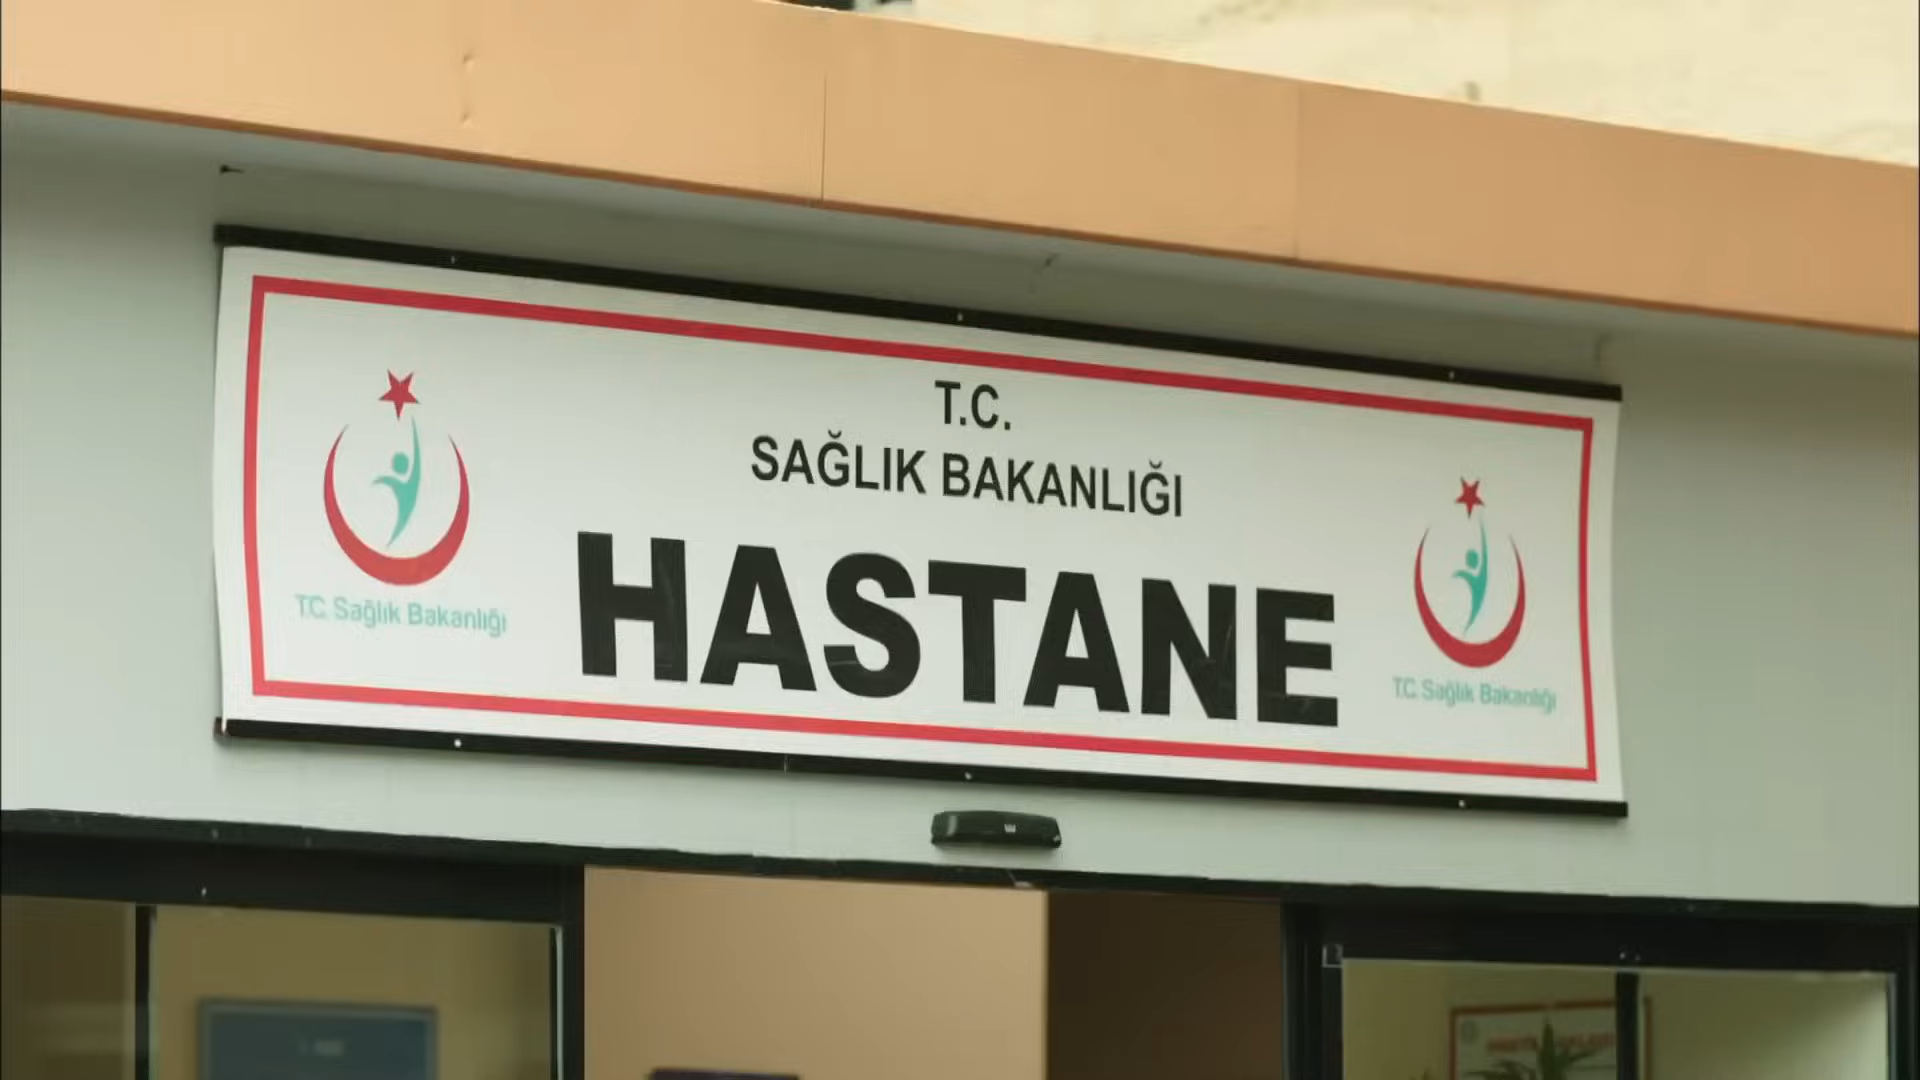 T.C.
SAĞLIK BAKANLIĞI
HASTANE
T.C. Sağlık Bakanlığı
T.C. Sağlık Bakanlığı